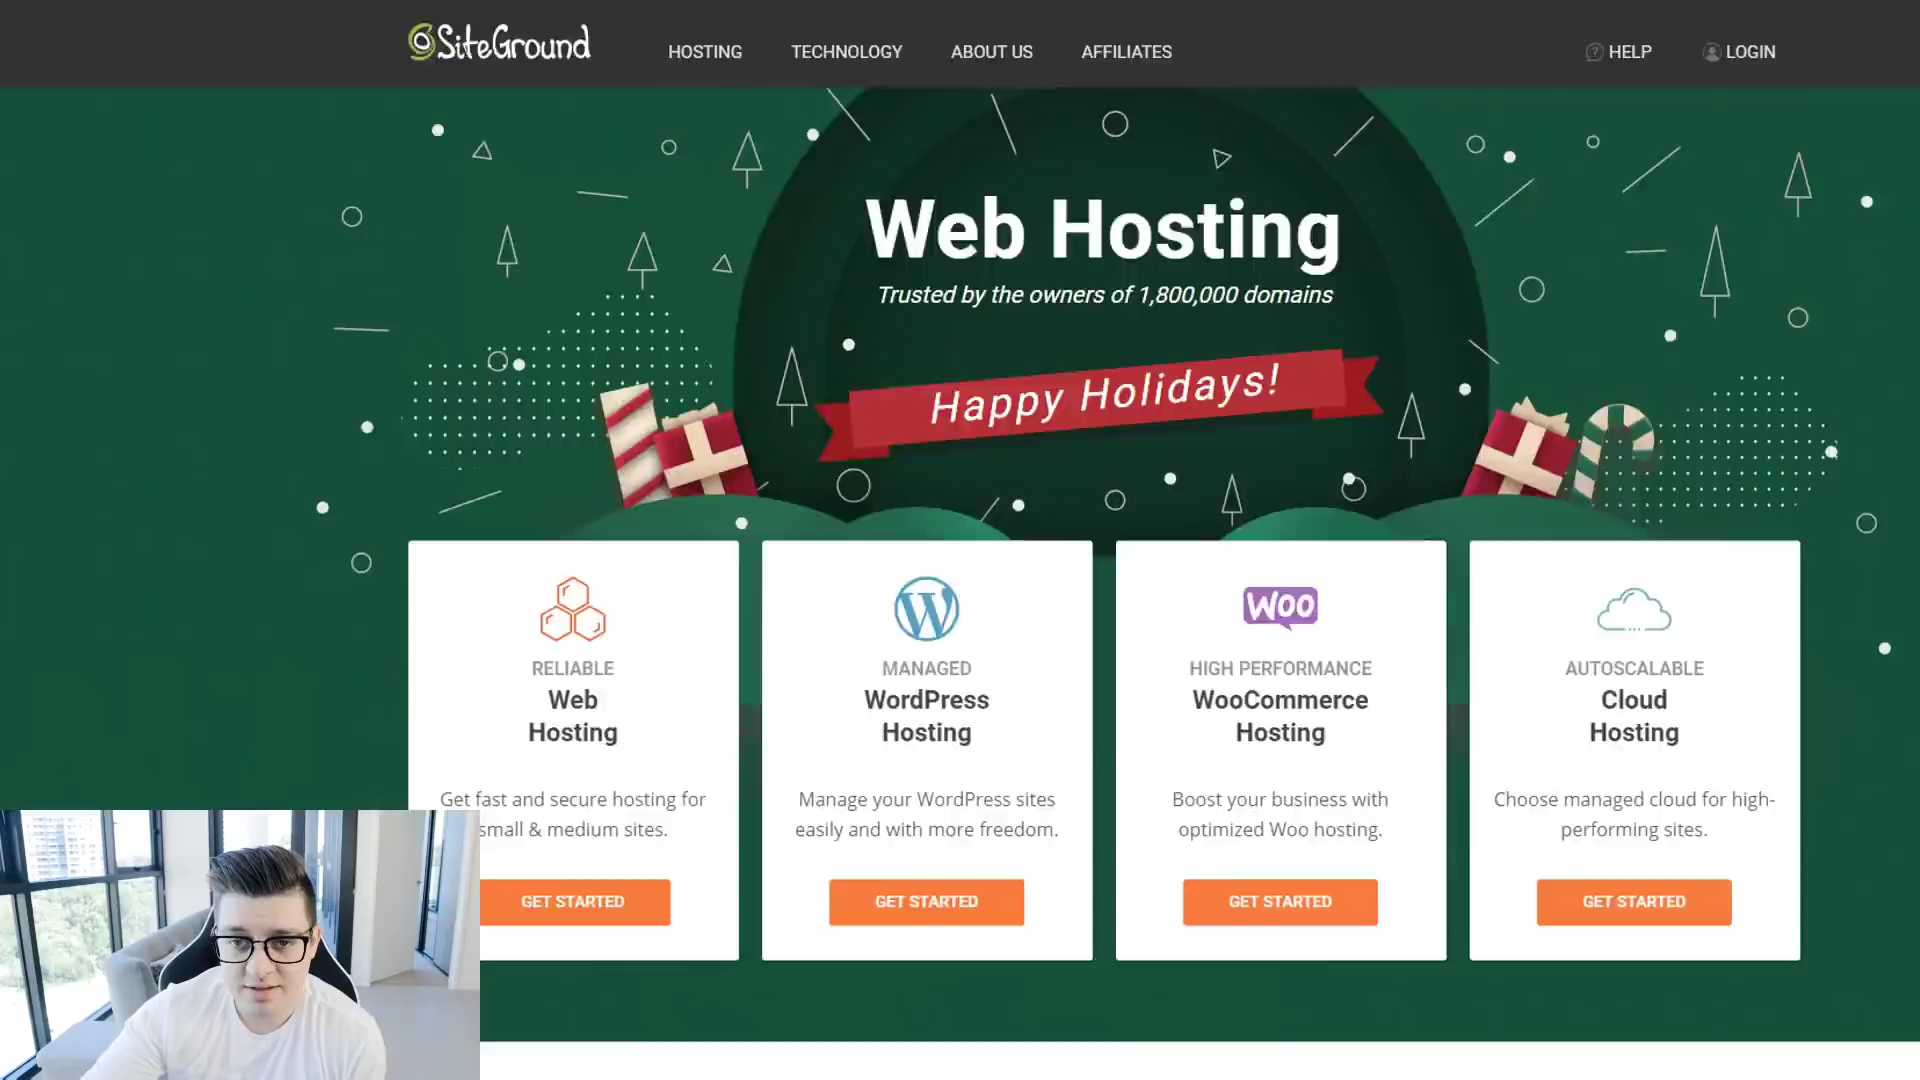 SiteGround
HOSTING
TECHNOLOGY
ABOUT US
AFFILIATES
HELP
LOGIN
Web Hosting
Trusted by the owners of 1,800,000 domains
Happy Holidays!
RELIABLE
Web
Hosting
Get fast and secure hosting for
small & medium sites.
GET STARTED
MANAGED
WordPress
Hosting
Manage your WordPress sites
easily and with more freedom.
GET STARTED
WOO
HIGH PERFORMANCE
WooCommerce
Hosting
Boost your business with
optimized Woo hosting.
GET STARTED
AUTOSCALABLE
Cloud
Hosting
Choose managed cloud for high-
performing sites.
GET STARTED